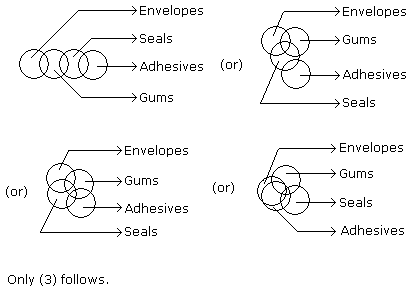 Envelopes
Seals
Adhesives
Gums
(or)
Envelopes
Gums
Adhesives
Seals
(or)
Envelopes
Gums
Adhesives
Seals
(or)
Envelopes
Gums
Seals
Adhesives
Only (3) follows.